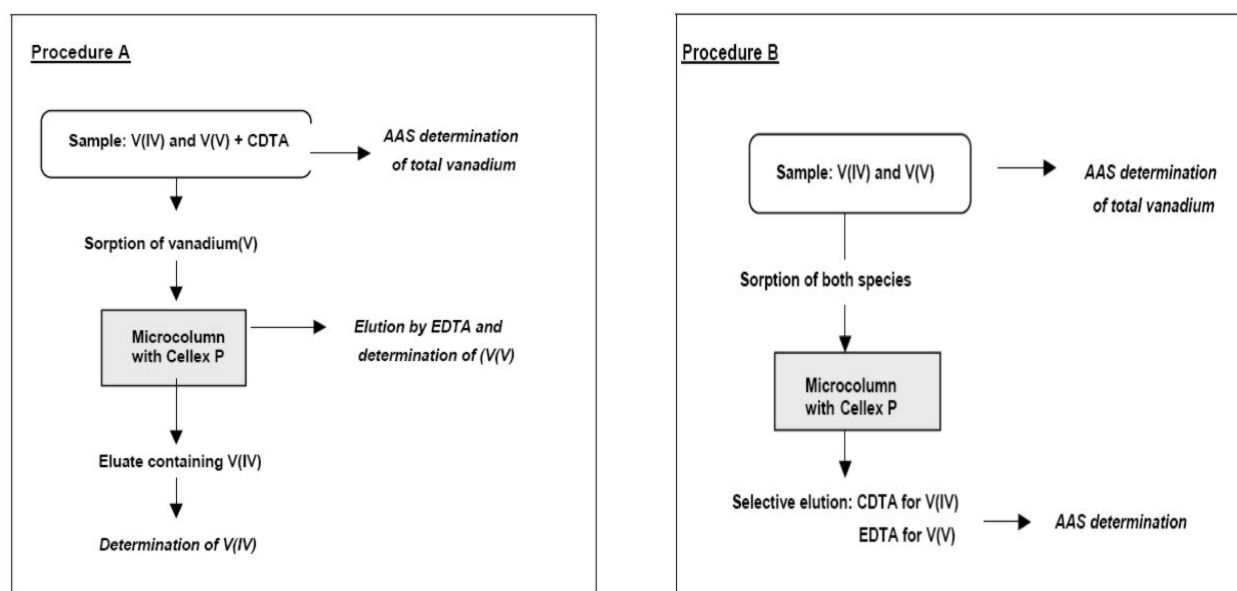 Procedure A
Sample: V(IV) and V(V) + CDTA
AAS determination
of total vanadium
Sorption of vanadium(V)
Microcolumn
with Cellex P
Elution by EDTA and
determination of (V(V)
Eluate containing V(IV)
Determination of V(IV)
Procedure B
Sample: V(IV) and V(V)
AAS determination
of total vanadium
Sorption of both species
Microcolumn
with Cellex P
Selective elution: CDTA for V(IV)
EDTA for V(V)
AAS determination